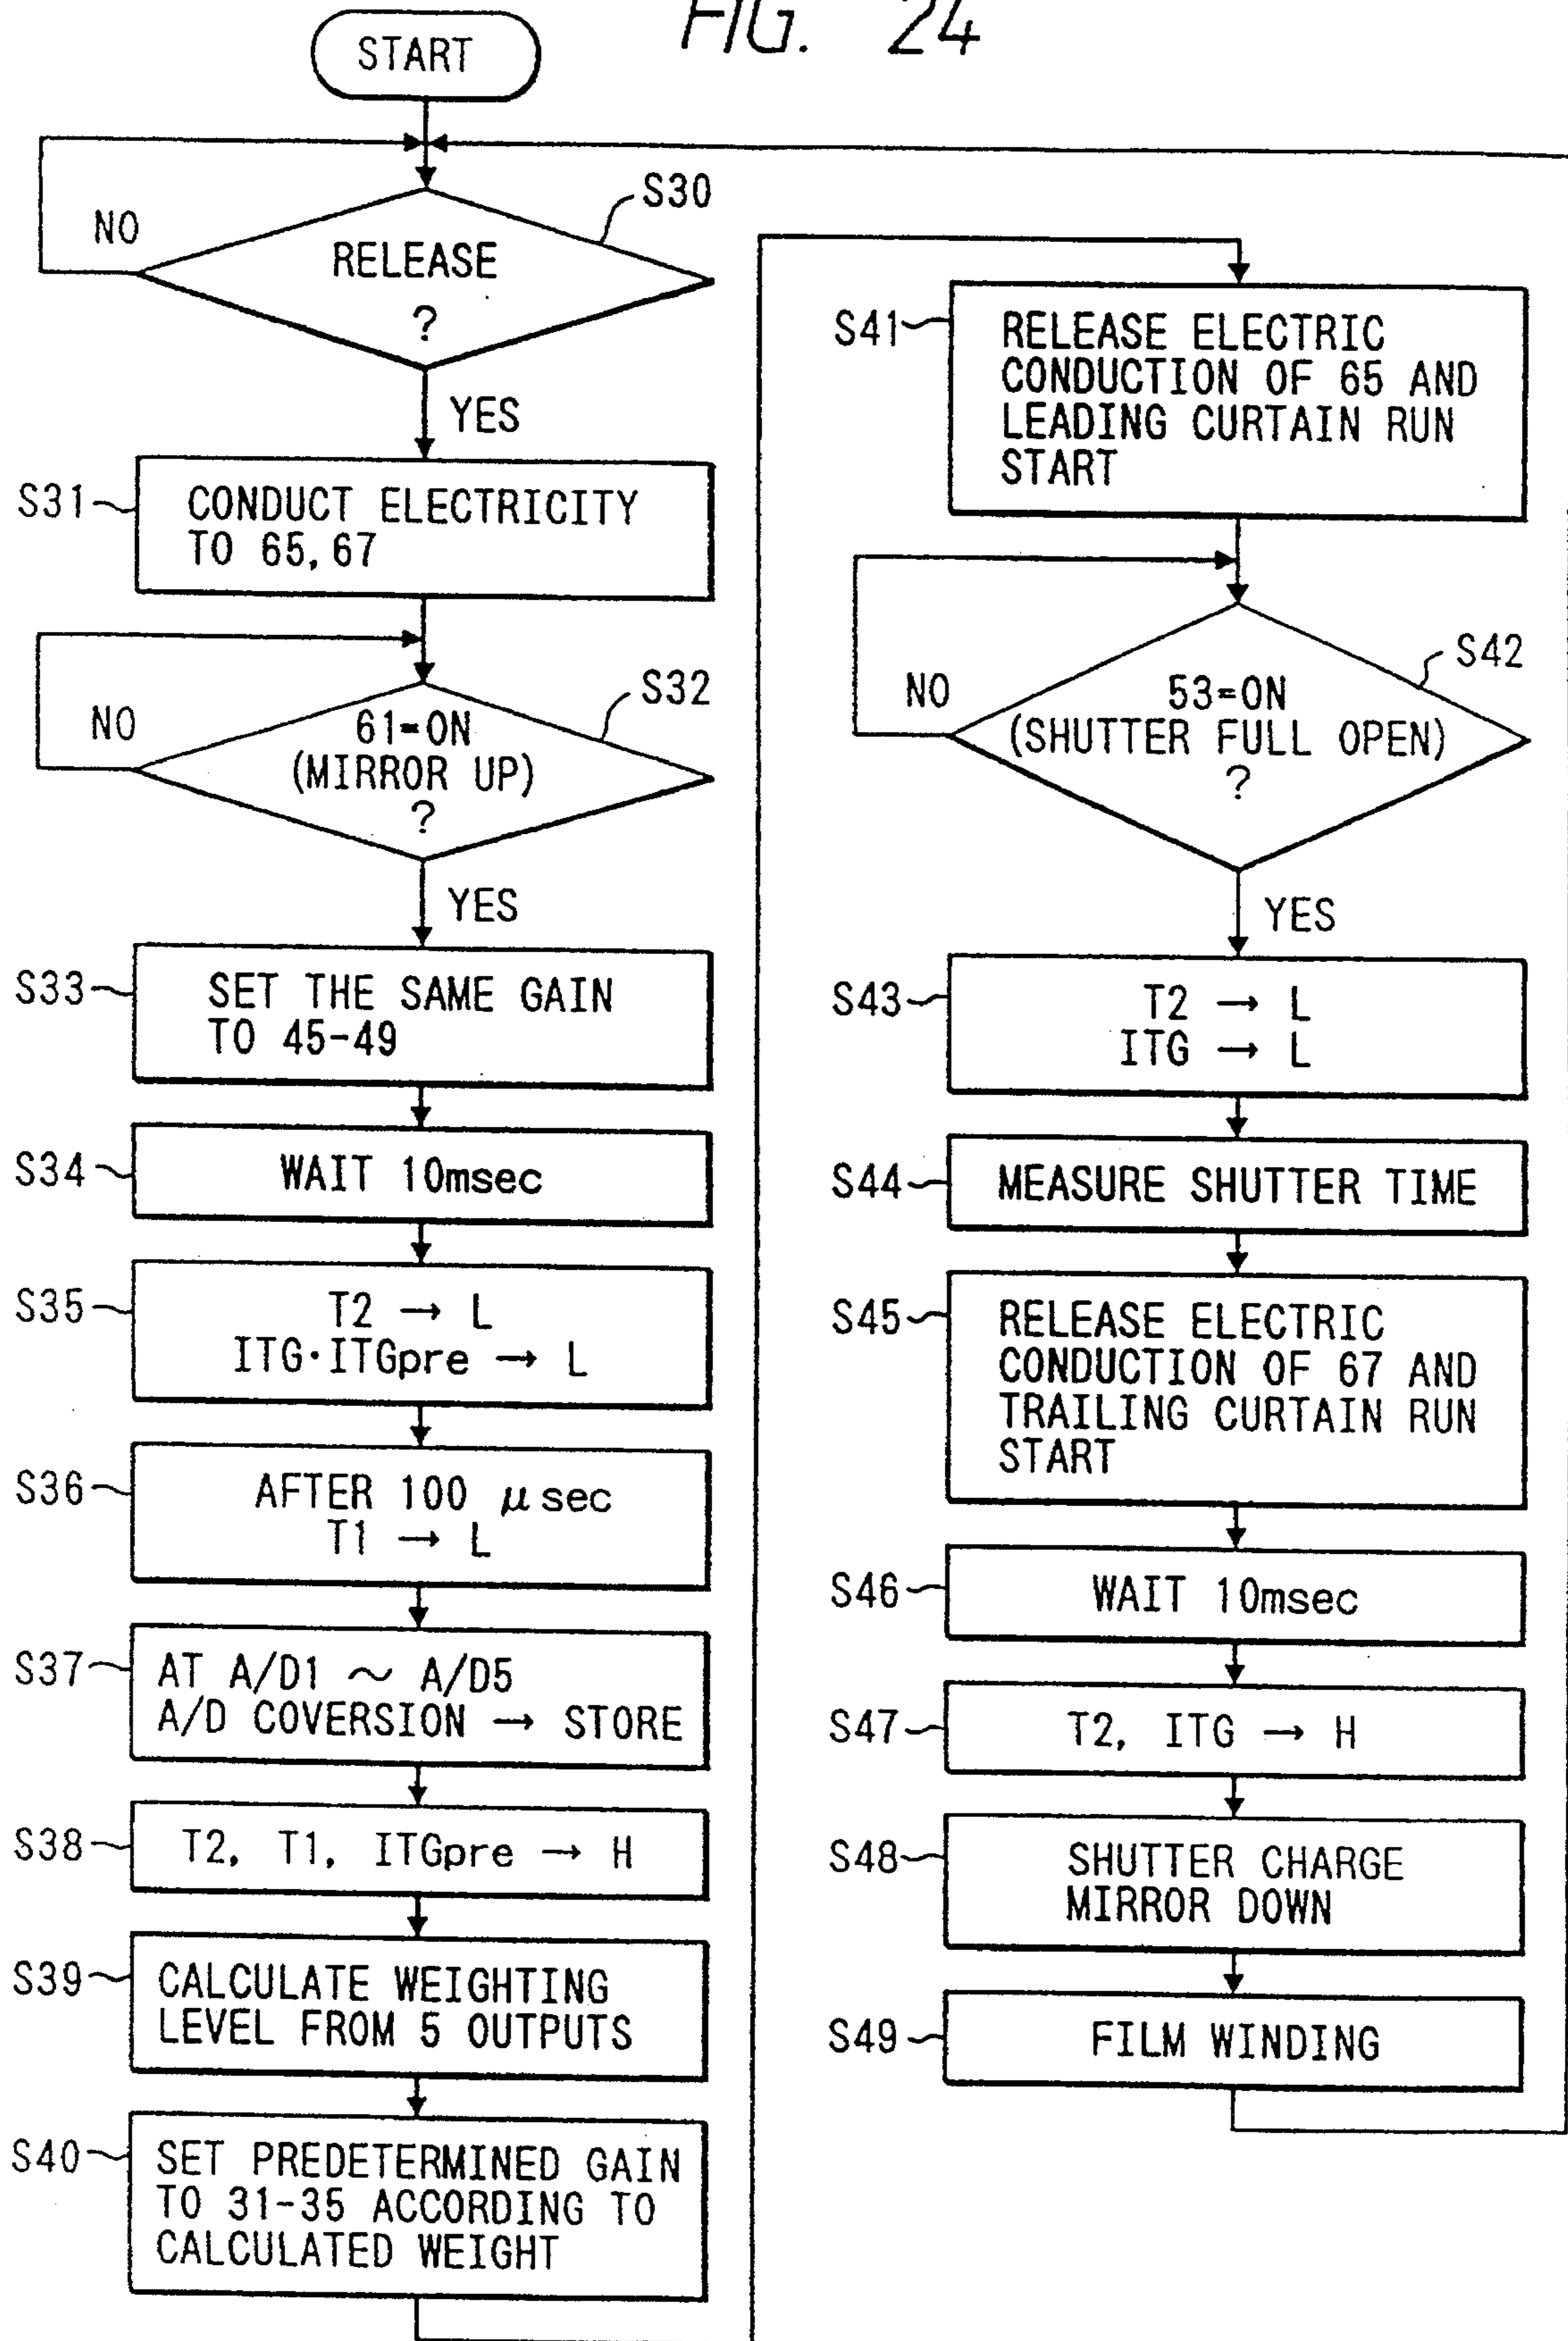 FIG. 24
START
S30
NO
RELEASE
?
YES
S31
CONDUCT ELECTRICITY
TO 65, 67
S32
NO
61=ON
(MIRROR UP)
?
YES
S33
SET THE SAME GAIN
TO 45-49
S34
WAIT 10msec
S35
T2 → L
ITG·ITGpre → L
S36
AFTER 100 μsec
T1 → L
S37
AT A/D1 ~ A/D5
A/D COVERSION → STORE
S38
T2, T1, ITGpre → H
S39
CALCULATE WEIGHTING
LEVEL FROM 5 OUTPUTS
S40
SET PREDETERMINED GAIN
TO 31-35 ACCORDING TO
CALCULATED WEIGHT
S41
RELEASE ELECTRIC
CONDUCTION OF 65 AND
LEADING CURTAIN RUN
START
S42
NO
53=ON
(SHUTTER FULL OPEN)
?
YES
S43
T2 → L
ITG → L
S44
MEASURE SHUTTER TIME
S45
RELEASE ELECTRIC
CONDUCTION OF 67 AND
TRAILING CURTAIN RUN
START
S46
WAIT 10msec
S47
T2, ITG → H
S48
SHUTTER CHARGE
MIRROR DOWN
S49
FILM WINDING